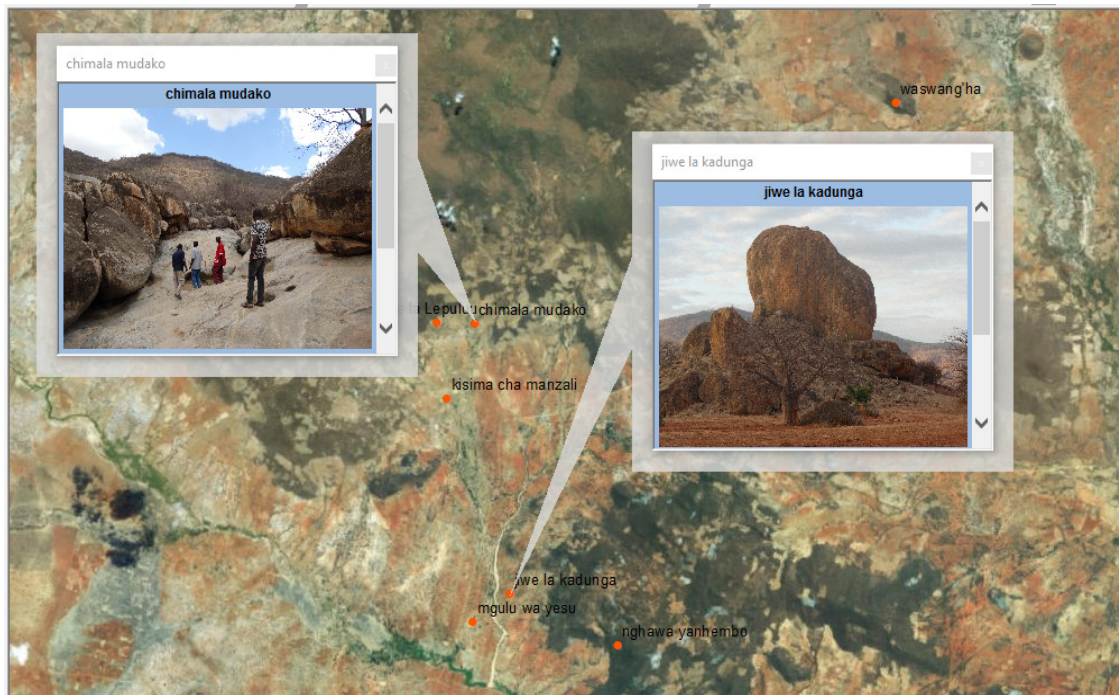 chimala mudako
chimala mudako
waswang'ha
jiwe la kadunga
jiwe la kadunga
la Lepulu
chimala mudako
kisima cha manzali
jiwe la kadunga
mgulu wa yesu
nghawa yanhembo